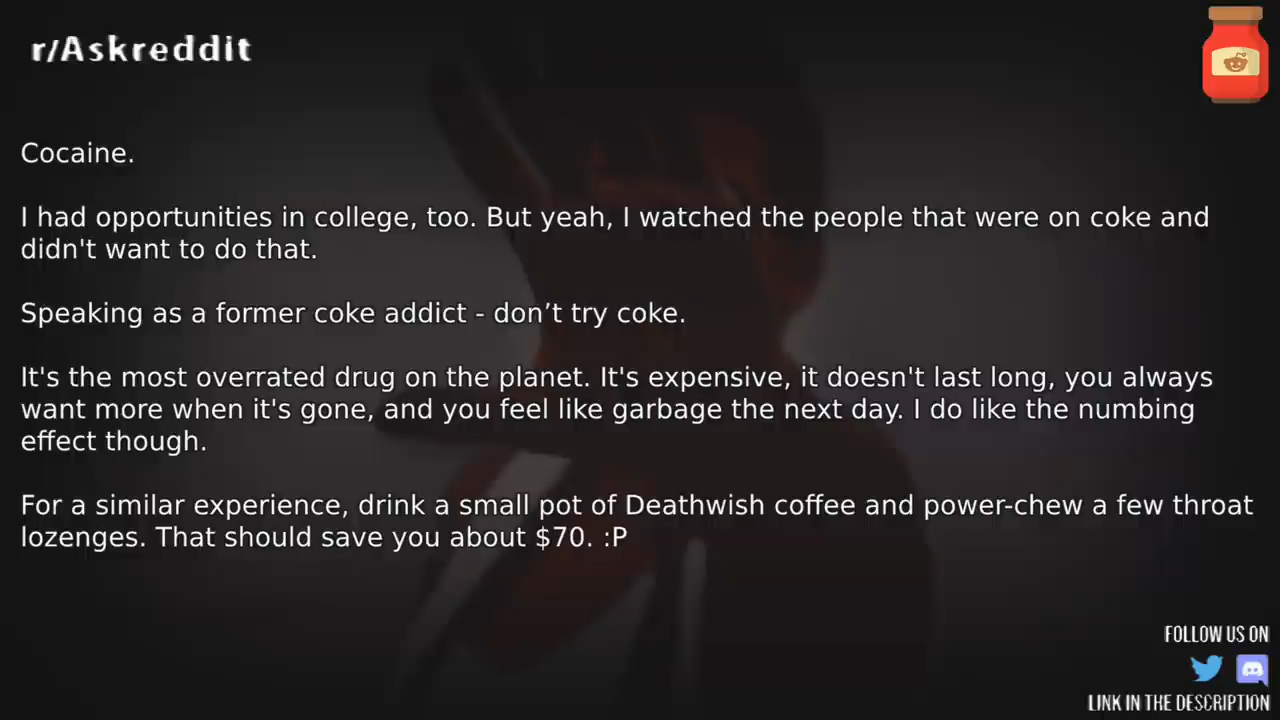 r/Askreddit
Cocaine.
I had opportunities in college, too. But yeah, I watched the people that were on coke and
didn't want to do that.
Speaking as a former coke addict - don’t try coke.
It's the most overrated drug on the planet. It's expensive, it doesn't last long, you always
want more when it's gone, and you feel like garbage the next day. I do like the numbing
effect though.
For a similar experience, drink a small pot of Deathwish coffee and power-chew a few throat
lozenges. That should save you about $70. :P
FOLLOW US ON
LINK IN THE DESCRIPTION